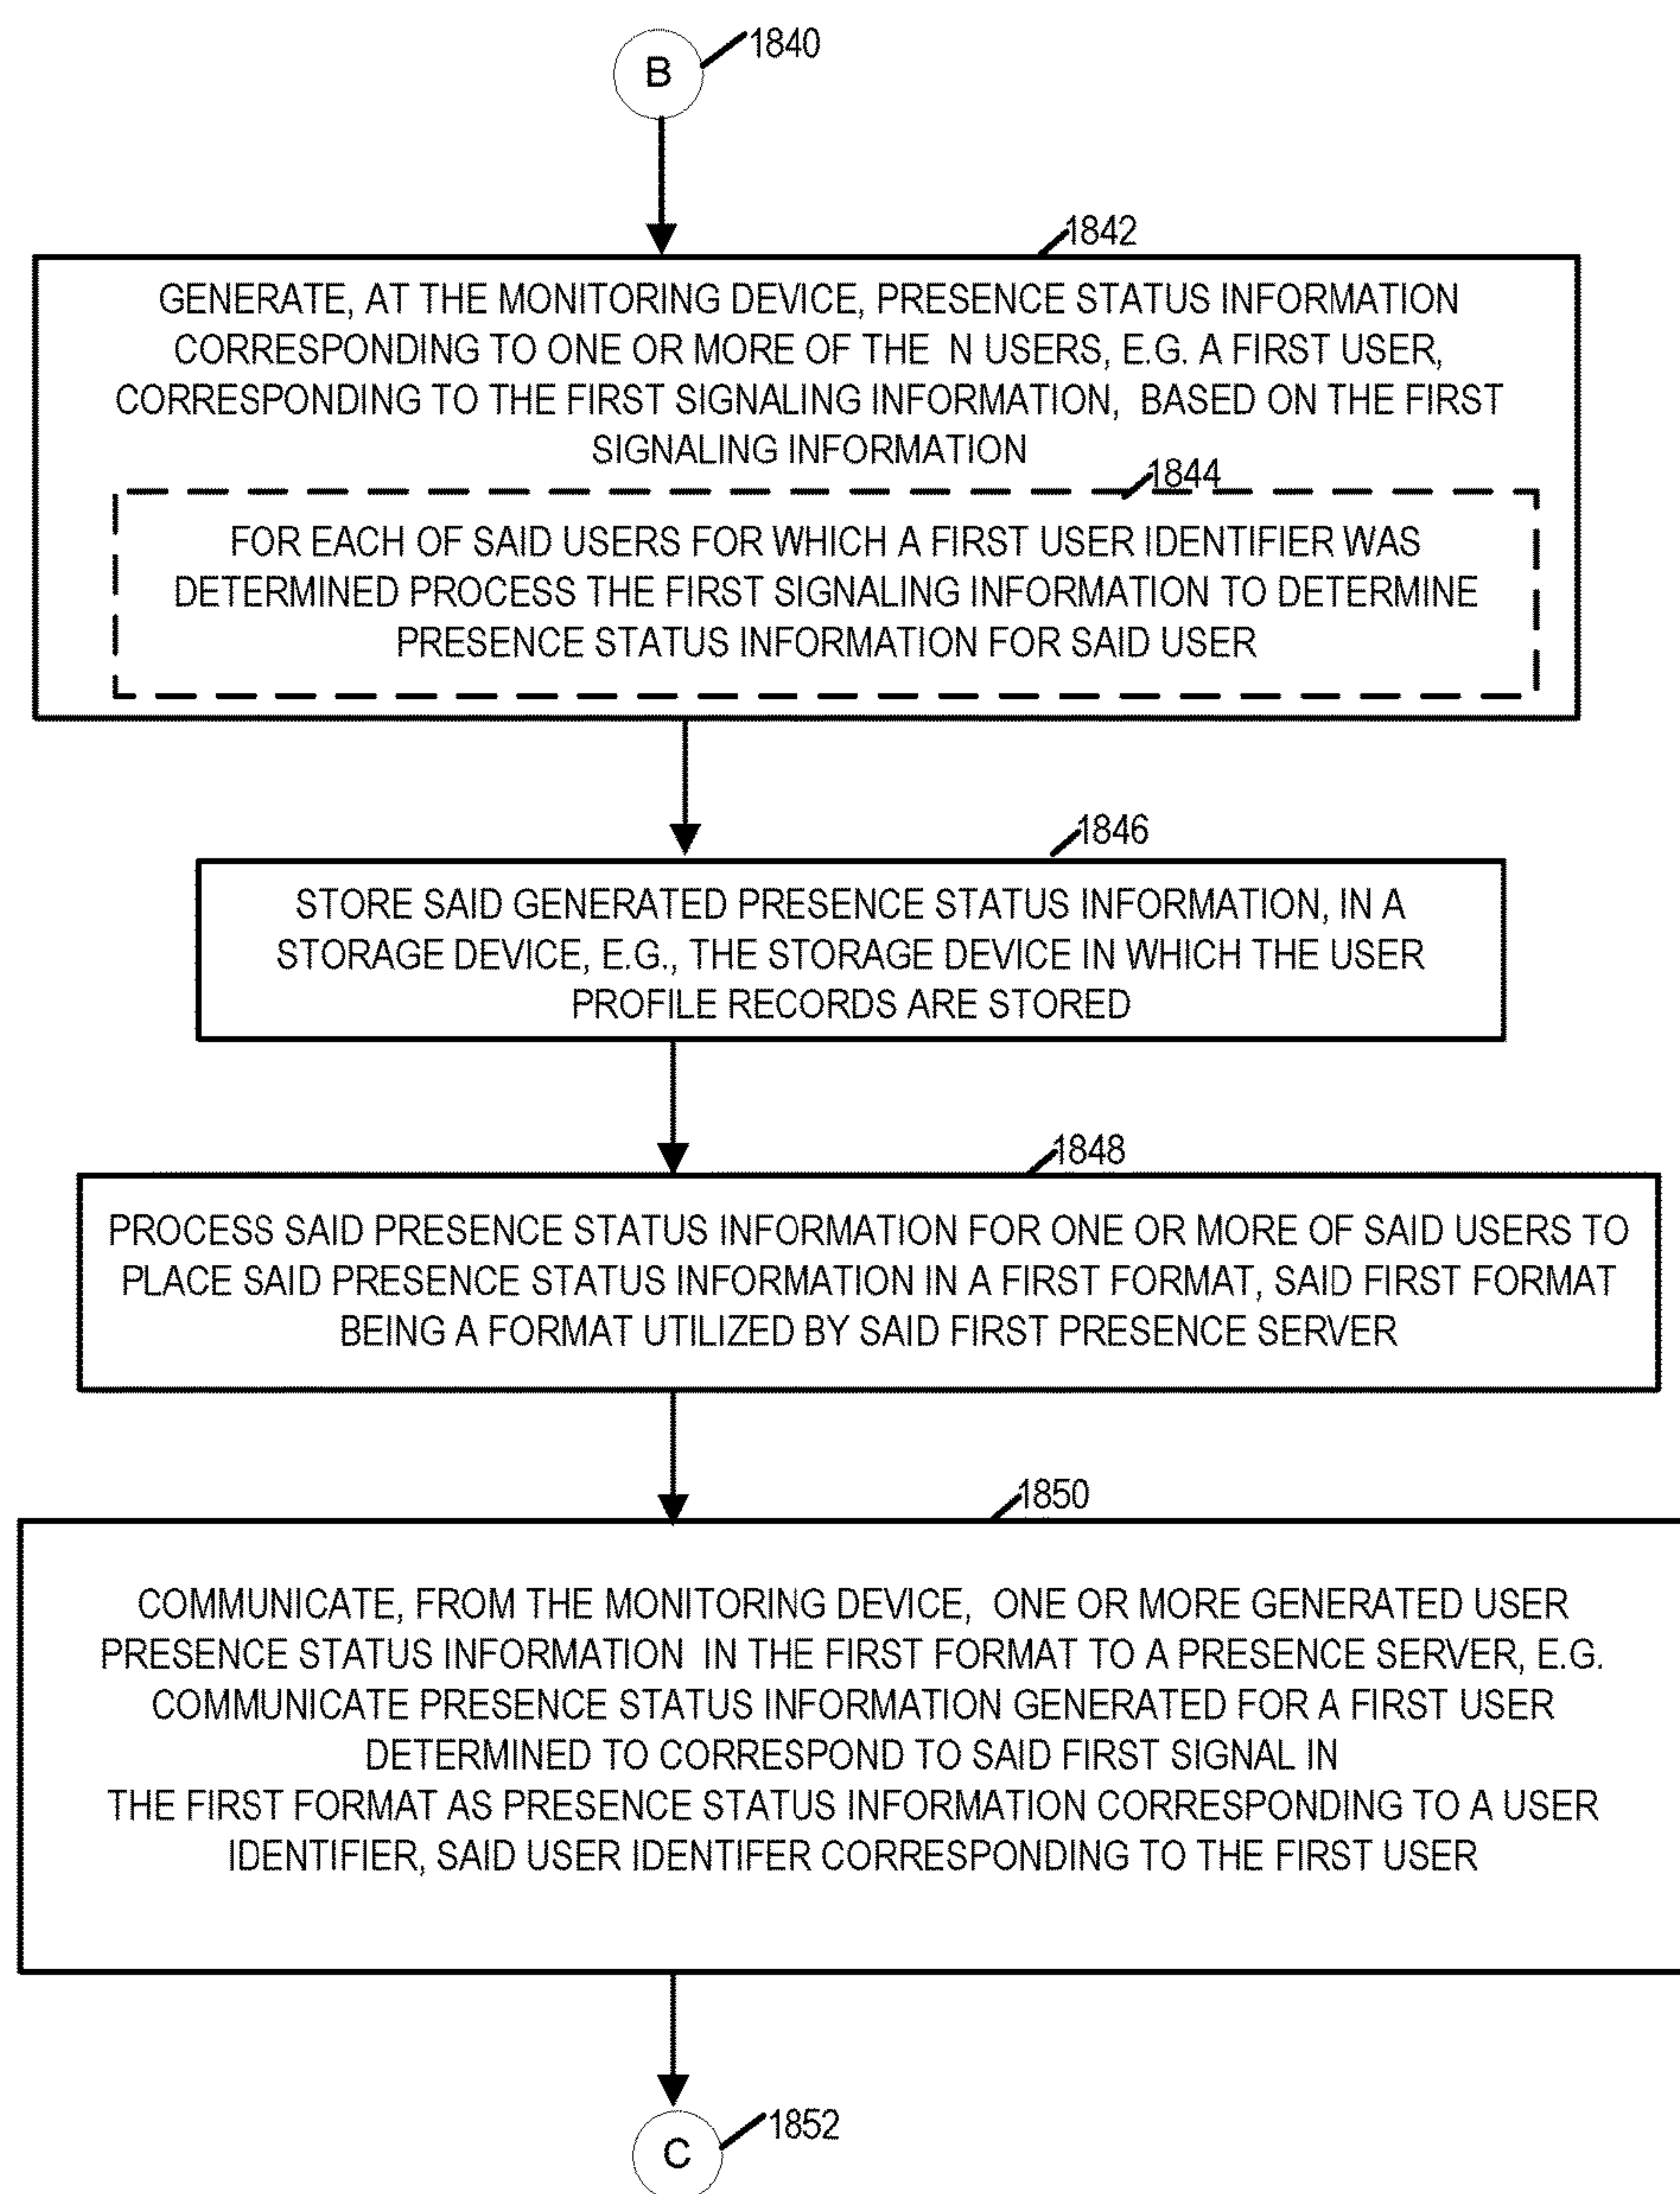 B
1840
1842
GENERATE, AT THE MONITORING DEVICE, PRESENCE STATUS INFORMATION
CORRESPONDING TO ONE OR MORE OF THE N USERS, E.G. A FIRST USER,
CORRESPONDING TO THE FIRST SIGNALING INFORMATION, BASED ON THE FIRST
SIGNALING INFORMATION
1844
FOR EACH OF SAID USERS FOR WHICH A FIRST USER IDENTIFIER WAS
DETERMINED PROCESS THE FIRST SIGNALING INFORMATION TO DETERMINE
PRESENCE STATUS INFORMATION FOR SAID USER
1846
STORE SAID GENERATED PRESENCE STATUS INFORMATION, IN A
STORAGE DEVICE, E.G., THE STORAGE DEVICE IN WHICH THE USER
PROFILE RECORDS ARE STORED
1848
PROCESS SAID PRESENCE STATUS INFORMATION FOR ONE OR MORE OF SAID USERS TO
PLACE SAID PRESENCE STATUS INFORMATION IN A FIRST FORMAT, SAID FIRST FORMAT
BEING A FORMAT UTILIZED BY SAID FIRST PRESENCE SERVER
1850
COMMUNICATE, FROM THE MONITORING DEVICE, ONE OR MORE GENERATED USER
PRESENCE STATUS INFORMATION IN THE FIRST FORMAT TO A PRESENCE SERVER, E.G.
COMMUNICATE PRESENCE STATUS INFORMATION GENERATED FOR A FIRST USER
DETERMINED TO CORRESPOND TO SAID FIRST SIGNAL IN
THE FIRST FORMAT AS PRESENCE STATUS INFORMATION CORRESPONDING TO A USER
IDENTIFIER, SAID USER IDENTIFER CORRESPONDING TO THE FIRST USER
1852
C